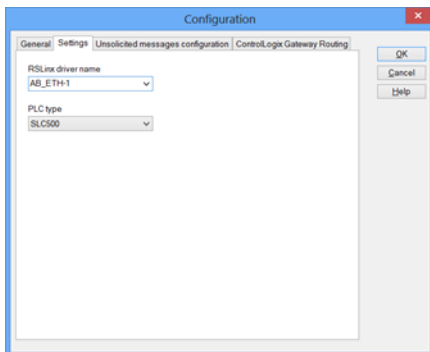 Configuration
General Settings Unsolicited messages configuration ControlLogix Gateway Routing
OK
RSLinx driver name
Cancel
AB_ETH-1
Help
PLC type
SLC500